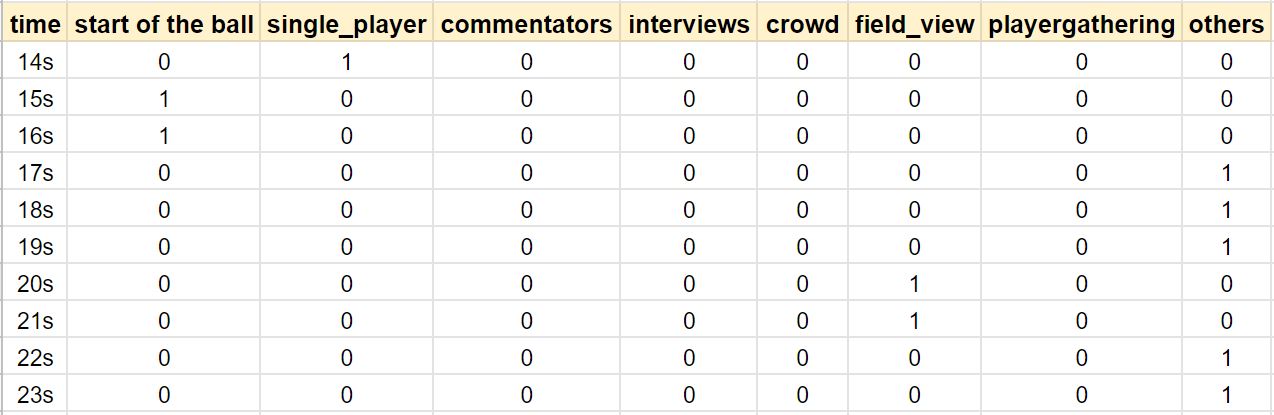 time start of the ball single_player commentators interviews crowd field_view playergathering others
14s 0 1 0 0 0 0 0 0
15s 1 0 0 0 0 0 0 0
16s 1 0 0 0 0 0 0 0
17s 0 0 0 0 0 0 0 1
18s 0 0 0 0 0 0 0 1
19s 0 0 0 0 0 0 0 1
20s 0 0 0 0 0 1 0 0
21s 0 0 0 0 0 1 0 0
22s 0 0 0 0 0 0 0 1
23s 0 0 0 0 0 0 0 1